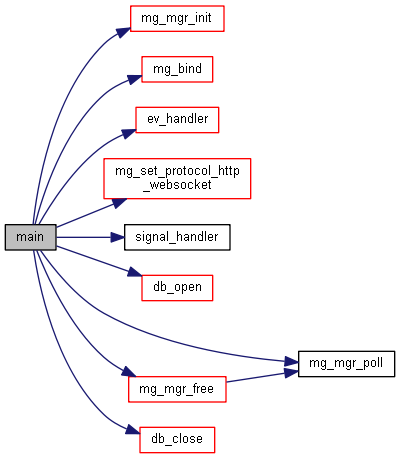 mg_mgr_init
mg_bind
ev_handler
mg_set_protocol_http
_websocket
main
signal_handler
db_open
mg_mgr_poll
mg_mgr_free
db_close